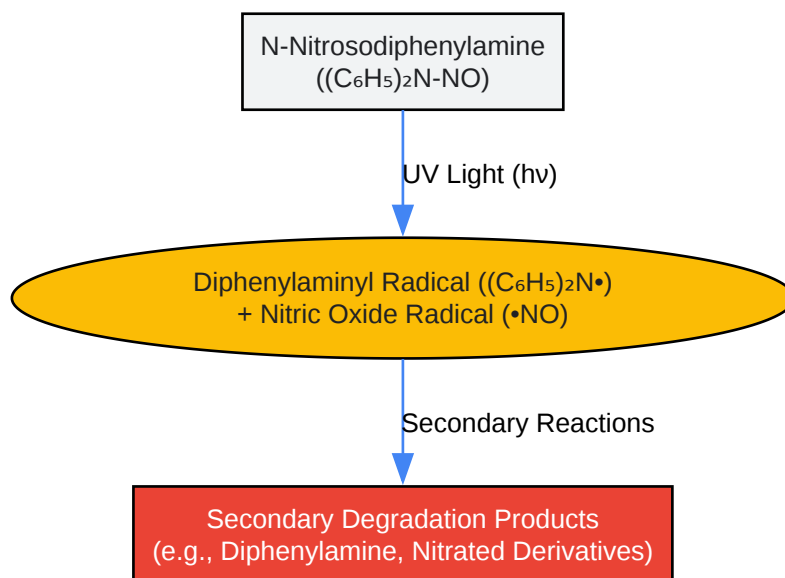 N-Nitrosodiphenylamine
((C₆H₅)₂N-NO)
UV Light (hν)
Diphenylaminyl Radical ((C₆H₅)₂N•)
+ Nitric Oxide Radical (•NO)
Secondary Reactions
Secondary Degradation Products
(e.g., Diphenylamine, Nitrated Derivatives)